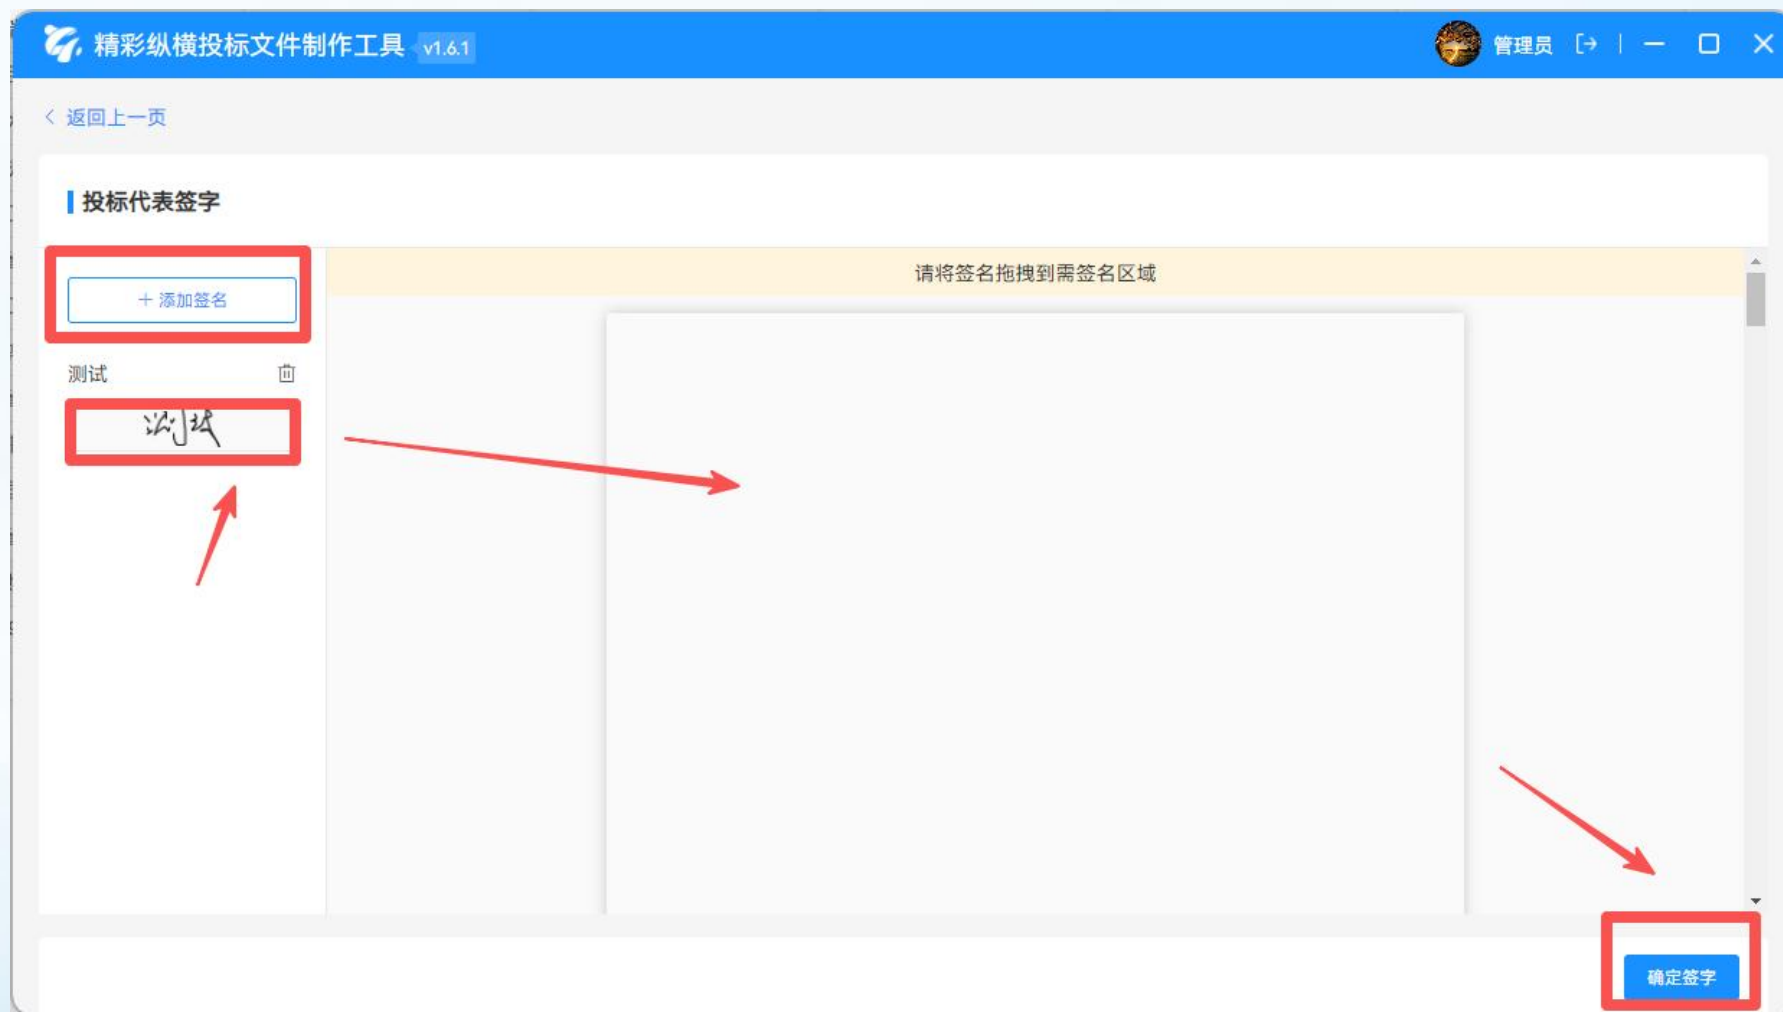 精彩纵横投标文件制作工具 v1.6.1
管理员
返回上一页
投标代表签字
+ 添加签名
请将签名拖拽到需签名区域
测试
测试
确定签字